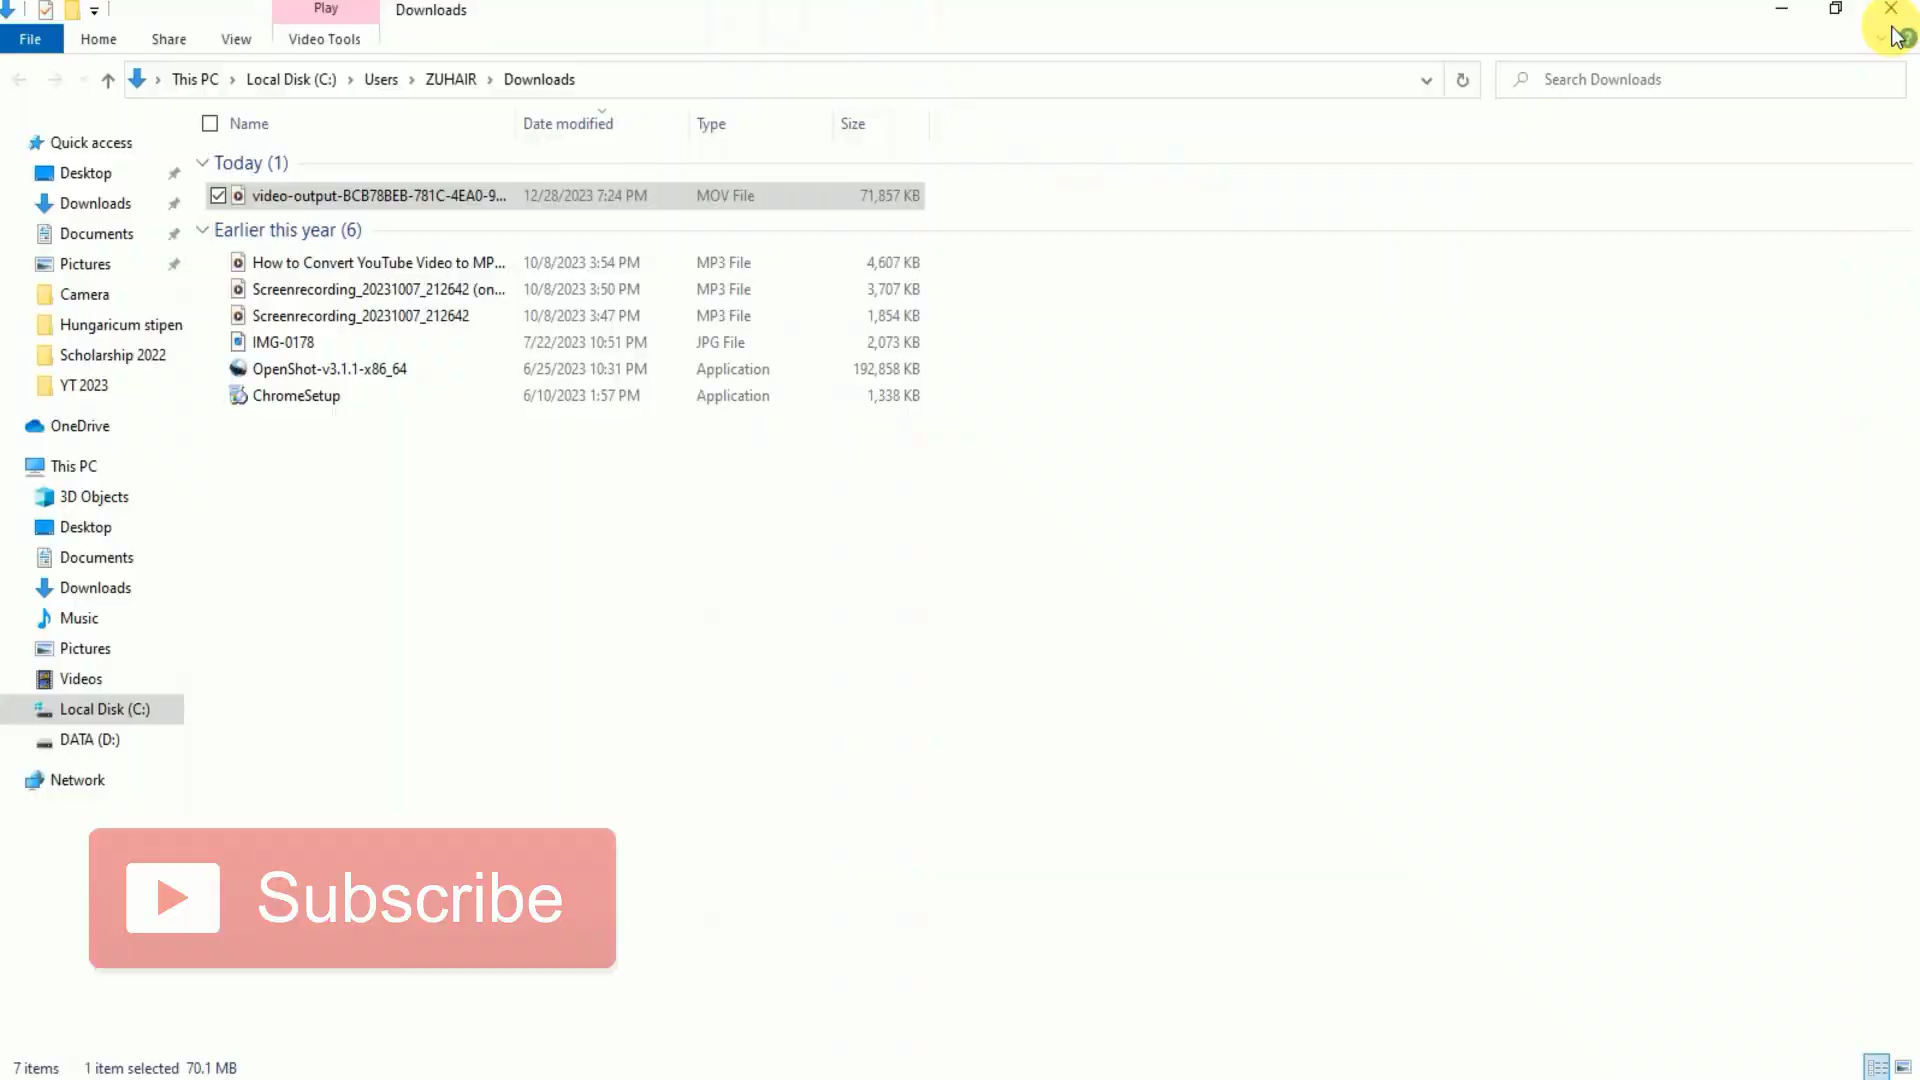 Play
Downloads
File
Home
Share
View
Video Tools
This PC
Local Disk (C:)
Users
ZUHAIR
Downloads
Search Downloads
Name
Date modified
Type
Size
Quick access
Desktop
Downloads
Documents
Pictures
Camera
Hungaricum stipen
Scholarship 2022
YT 2023
OneDrive
This PC
3D Objects
Desktop
Documents
Downloads
Music
Pictures
Videos
Local Disk (C:)
DATA (D:)
Network
Today (1)
video-output-BCB78BEB-781C-4EA0-9... 12/28/2023 7:24 PM MOV File 71,857 KB
Earlier this year (6)
How to Convert YouTube Video to MP... 10/8/2023 3:54 PM MP3 File 4,607 KB
Screenrecording_20231007_212642 (on... 10/8/2023 3:50 PM MP3 File 3,707 KB
Screenrecording_20231007_212642 10/8/2023 3:47 PM MP3 File 1,854 KB
IMG-0178 7/22/2023 10:51 PM JPG File 2,073 KB
OpenShot-v3.1.1-x86_64 6/25/2023 10:31 PM Application 192,858 KB
ChromeSetup 6/10/2023 1:57 PM Application 1,338 KB
Subscribe
7 items 1 item selected 70.1 MB